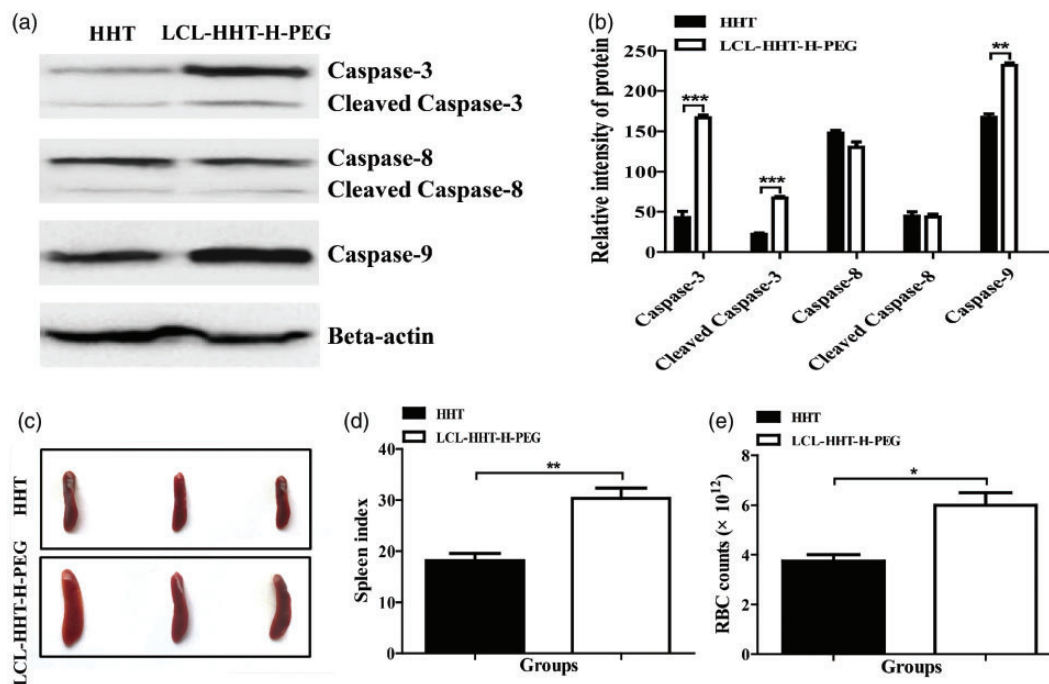 (a)
HHT LCL-HHT-H-PEG
Caspase-3
Cleaved Caspase-3
Caspase-8
Cleaved Caspase-8
Caspase-9
Beta-actin
(b)
HHT
LCL-HHT-H-PEG
Relative intensity of protein
250
200
150
100
50
0
***
***
**
Caspase-3
Cleaved Caspase-3
Caspase-8
Cleaved Caspase-8
Caspase-9
(c)
HHT
LCL-HHT-H-PEG
(d)
HHT
LCL-HHT-H-PEG
Spleen index
40
30
20
10
0
**
Groups
(e)
HHT
LCL-HHT-H-PEG
RBC counts (× 10¹²)
8
6
4
2
0
*
Groups